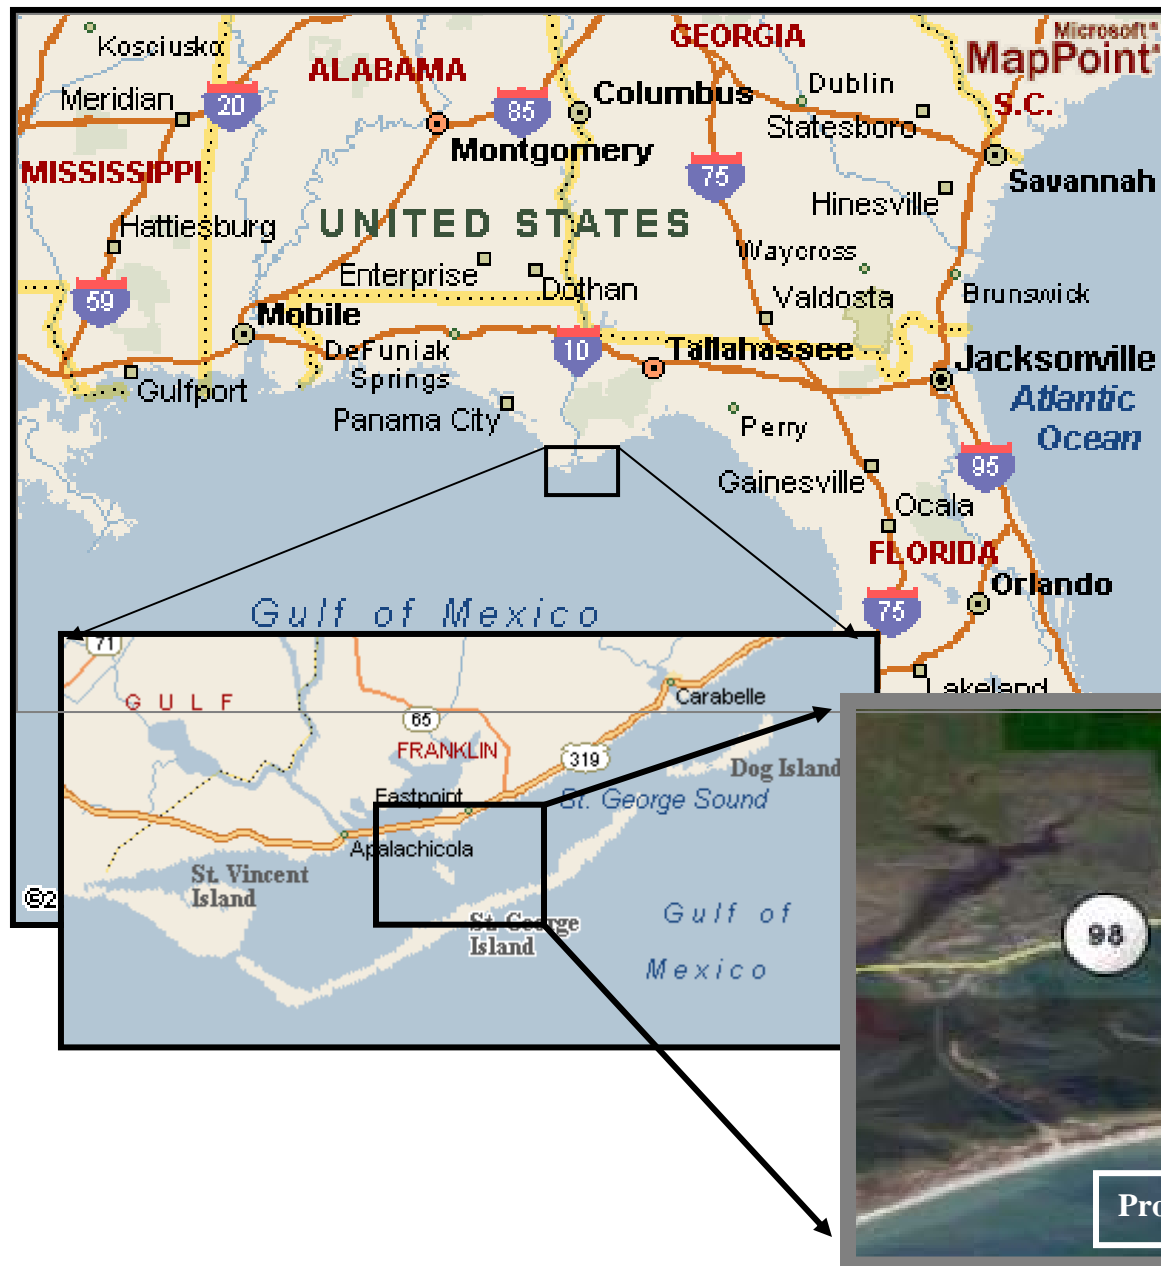 Kosciusko
Microsoft®
MapPoint®
GEORGIA
ALABAMA
Dublin
Meridian
20
85
Columbus
S.C.
Statesboro
Montgomery
MISSISSIPPI
75
Savannah
Hinesville
Hattiesburg
UNITED STATES
Waycross
Enterprise
Dothan
59
Valdosta
Brunswick
Mobile
DeFuniak
Springs
10
Tallahassee
Jacksonville
Gulfport
Atlantic
Ocean
Panama City
Perry
95
Gainesville
Ocala
FLORIDA
Orlando
75
Gulf of Mexico
Lakeland
71
GULF
Carabelle
65
FRANKLIN
319
Dog Island
Eastpoint
St. George Sound
Apalachicola
St. Vincent
Island
©2
St. George
Island
Gulf of
Mexico
98
Pro